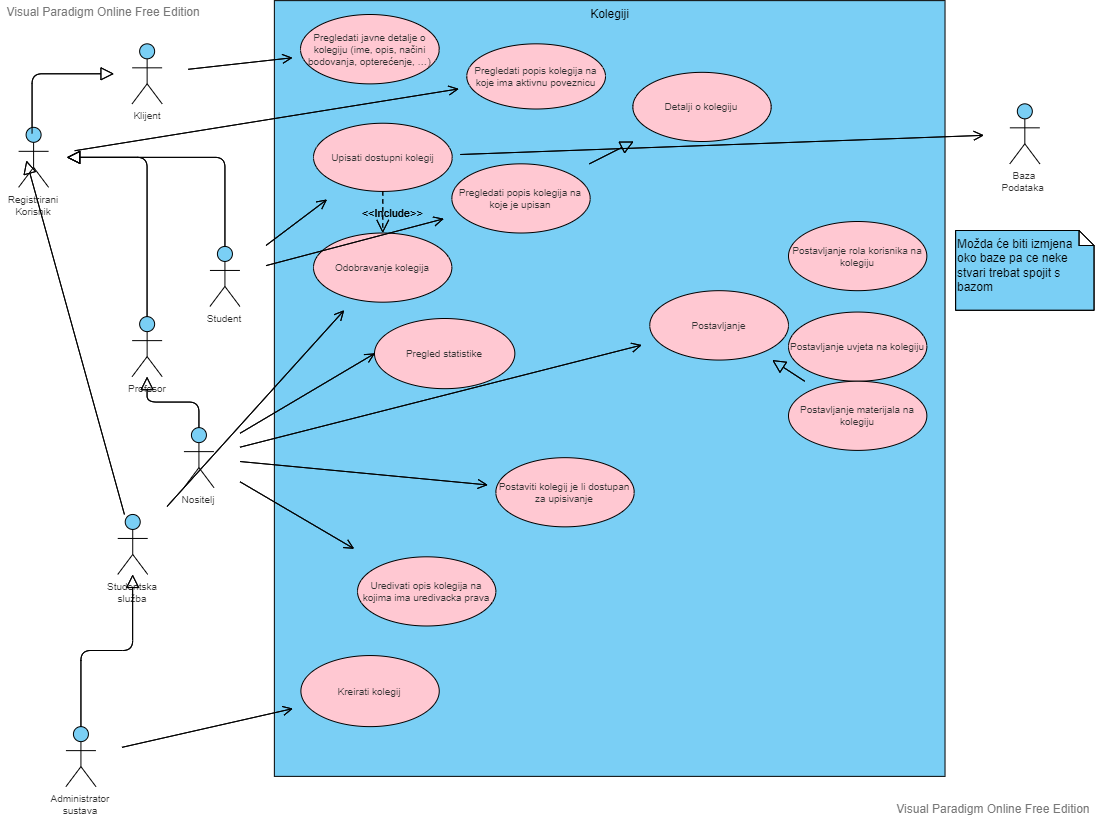 Visual Paradigm Online Free Edition
Kolegiji
Pregledati javne detalje o
kolegiju (ime, opis, načini
bodovanja, opterećenje, ...)
Pregledati popis kolegija na
koje ima aktivnu poveznicu
Detalji o kolegiju
Klijent
Upisati dostupni kolegij
Baza
Podataka
Registrirani
Korisnik
Pregledati popis kolegija na
koje je upisan
<<Include>>
Odobravanje kolegija
Postavljanje rola korisnika na
kolegiju
Možda će biti izmjena
oko baze pa ce neke
stvari trebat spojit s
bazom
Student
Postavljanje
Postavljanje uvjeta na kolegiju
Pregled statistike
Profesor
Postavljanje materijala na
kolegiju
Nositelj
Postaviti kolegij je li dostupan
za upisivanje
Studentska
služba
Uredivati opis kolegija na
kojima ima uredivacka prava
Kreirati kolegij
Administrator
sustava
Visual Paradigm Online Free Edition